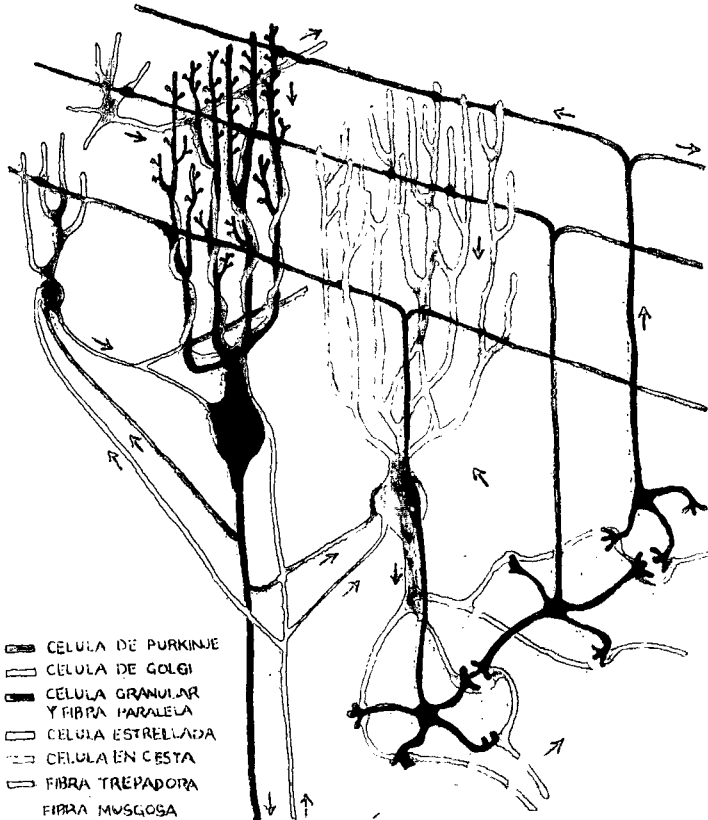 CELULA DE PURKINJE
CELULA DE GOLGI
CELULA GRANULAR
Y FIBRA PARALELA
CELULA ESTRELLADA
CELULA EN CESTA
FIBRA TREPADORA
FIBRA MUSGOSA